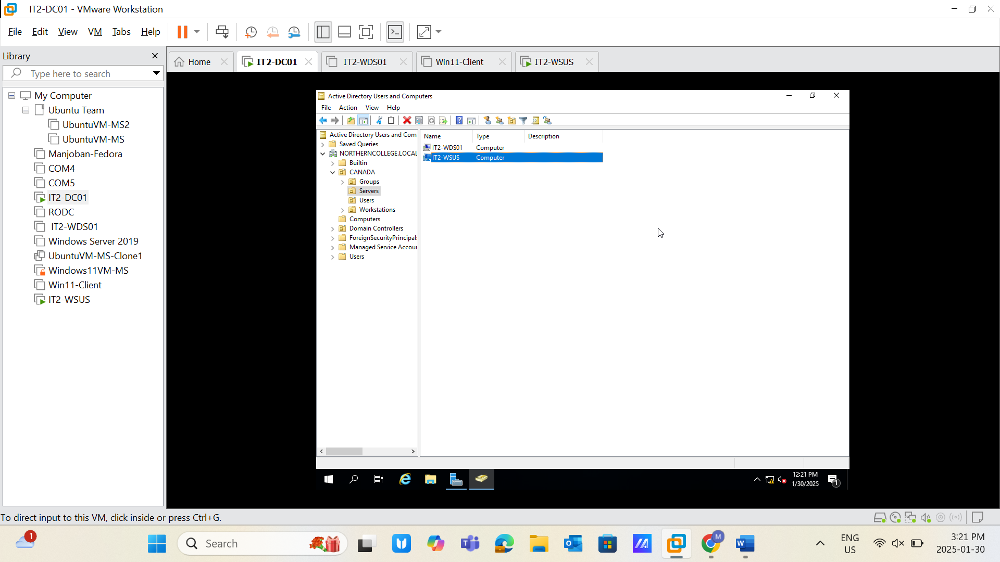 IT2-DC01 - VMware Workstation
File Edit View VM Tabs Help
Library
Type here to search
My Computer
Ubuntu Team
UbuntuVM-MS2
UbuntuVM-MS
Manjoban-Fedora
COM4
COM5
IT2-DC01
RODC
IT2-WDS01
Windows Server 2019
UbuntuVM-MS-Clone1
Windows11VM-MS
Win11-Client
IT2-WSUS
Home IT2-DC01 IT2-WDS01 Win11-Client IT2-WSUS
Active Directory Users and Computers
File Action View Help
Active Directory Users and Com
Saved Queries
NORTHERNCOLLEGE.LOCAL
Builtin
CANADA
Groups
Servers
Users
Workstations
Computers
Domain Controllers
ForeignSecurityPrincipals
Managed Service Accour
Users
Name Type Description
IT2-WDS01 Computer
IT2-WSUS Computer
12:21 PM
1/30/2025
1
To direct input to this VM, click inside or press Ctrl+G.
1
Search
M
ENG
US
3:21 PM
2025-01-30